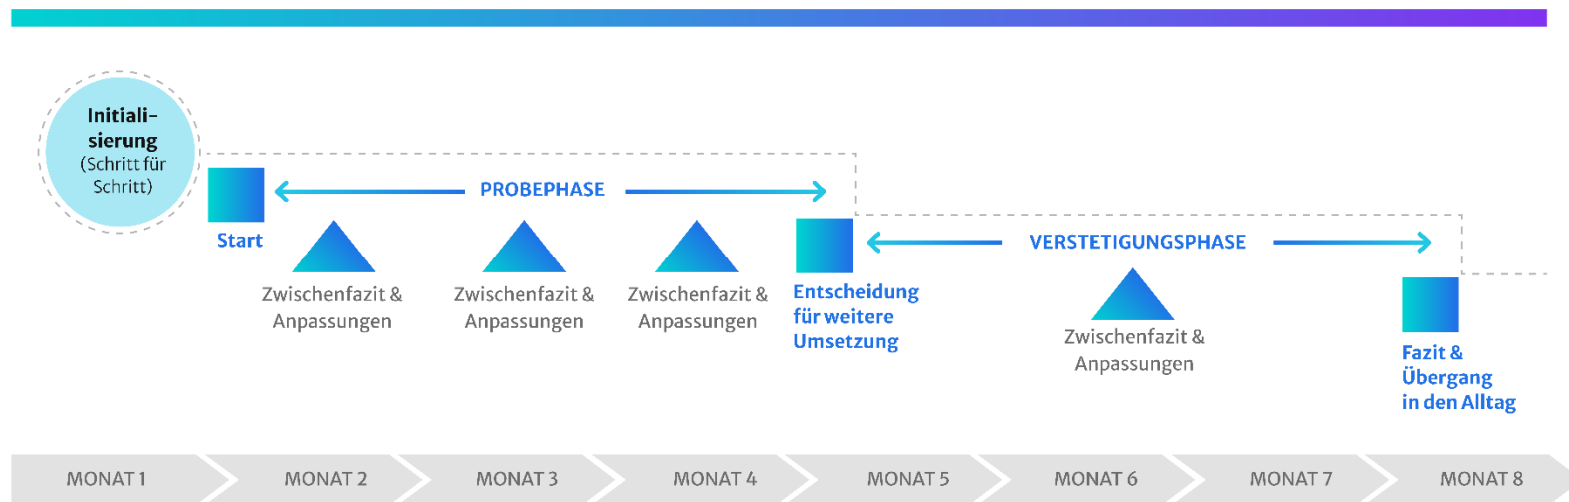 Initiali-
sierung
(Schritt für
Schritt)
Start
PROBEPHASE
Zwischenfazit &
Anpassungen
Zwischenfazit &
Anpassungen
Zwischenfazit &
Anpassungen
Entscheidung
für weitere
Umsetzung
VERSTETIGUNGSPHASE
Zwischenfazit &
Anpassungen
Fazit &
Übergang
in den Alltag
MONAT 1
MONAT 2
MONAT 3
MONAT 4
MONAT 5
MONAT 6
MONAT 7
MONAT 8